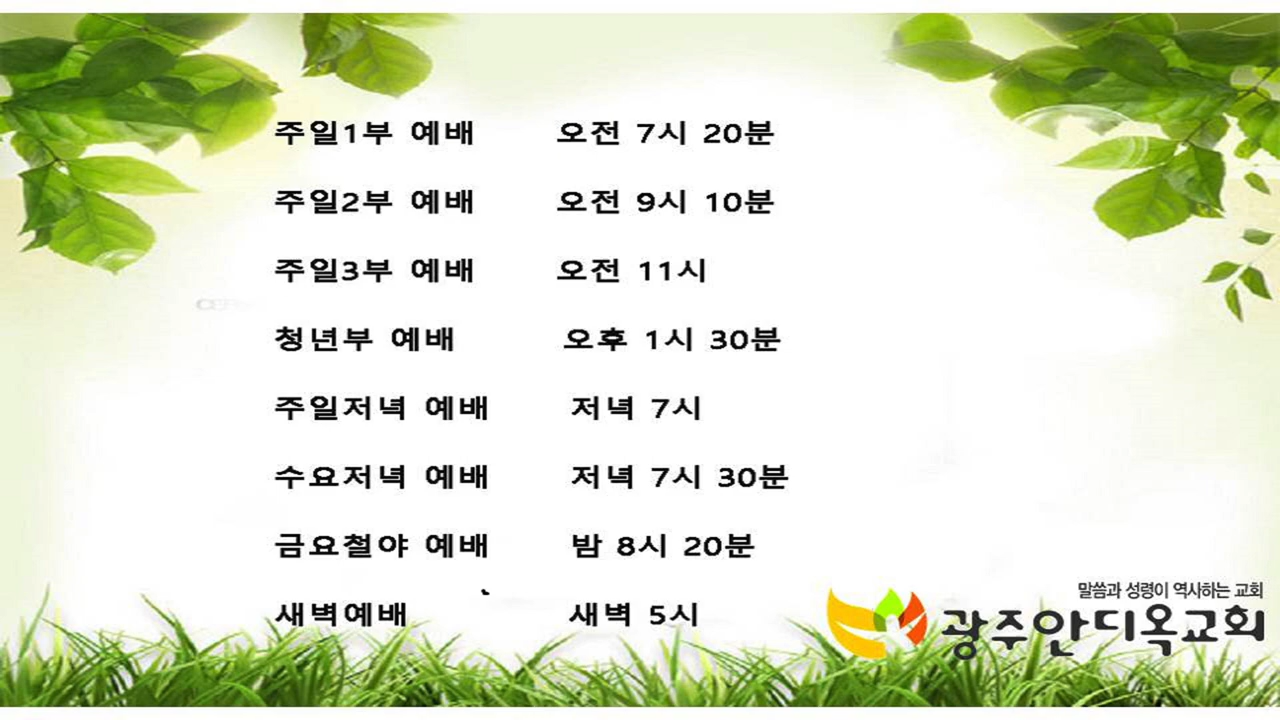 주일1부 예배 오전 7시 20분
주일2부 예배 오전 9시 10분
주일3부 예배 오전 11시
청년부 예배 오후 1시 30분
주일저녁 예배 저녁 7시
수요저녁 예배 저녁 7시 30분
금요철야 예배 밤 8시 20분
새벽예배 새벽 5시
말씀과 성령이 역사하는 교회
광주안디옥교회